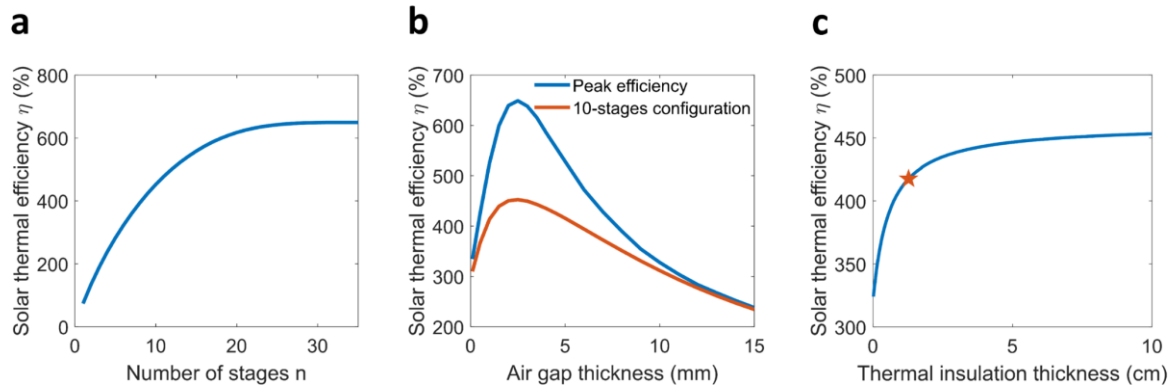 a
b
c
Solar thermal efficiency η (%)
800
600
400
200
0
0 10 20 30
Number of stages n
Solar thermal efficiency η (%)
700
600
500
400
300
200
Peak efficiency
10-stages configuration
0 5 10 15
Air gap thickness (mm)
Solar thermal efficiency η (%)
500
450
400
350
300
0 5 10
Thermal insulation thickness (cm)